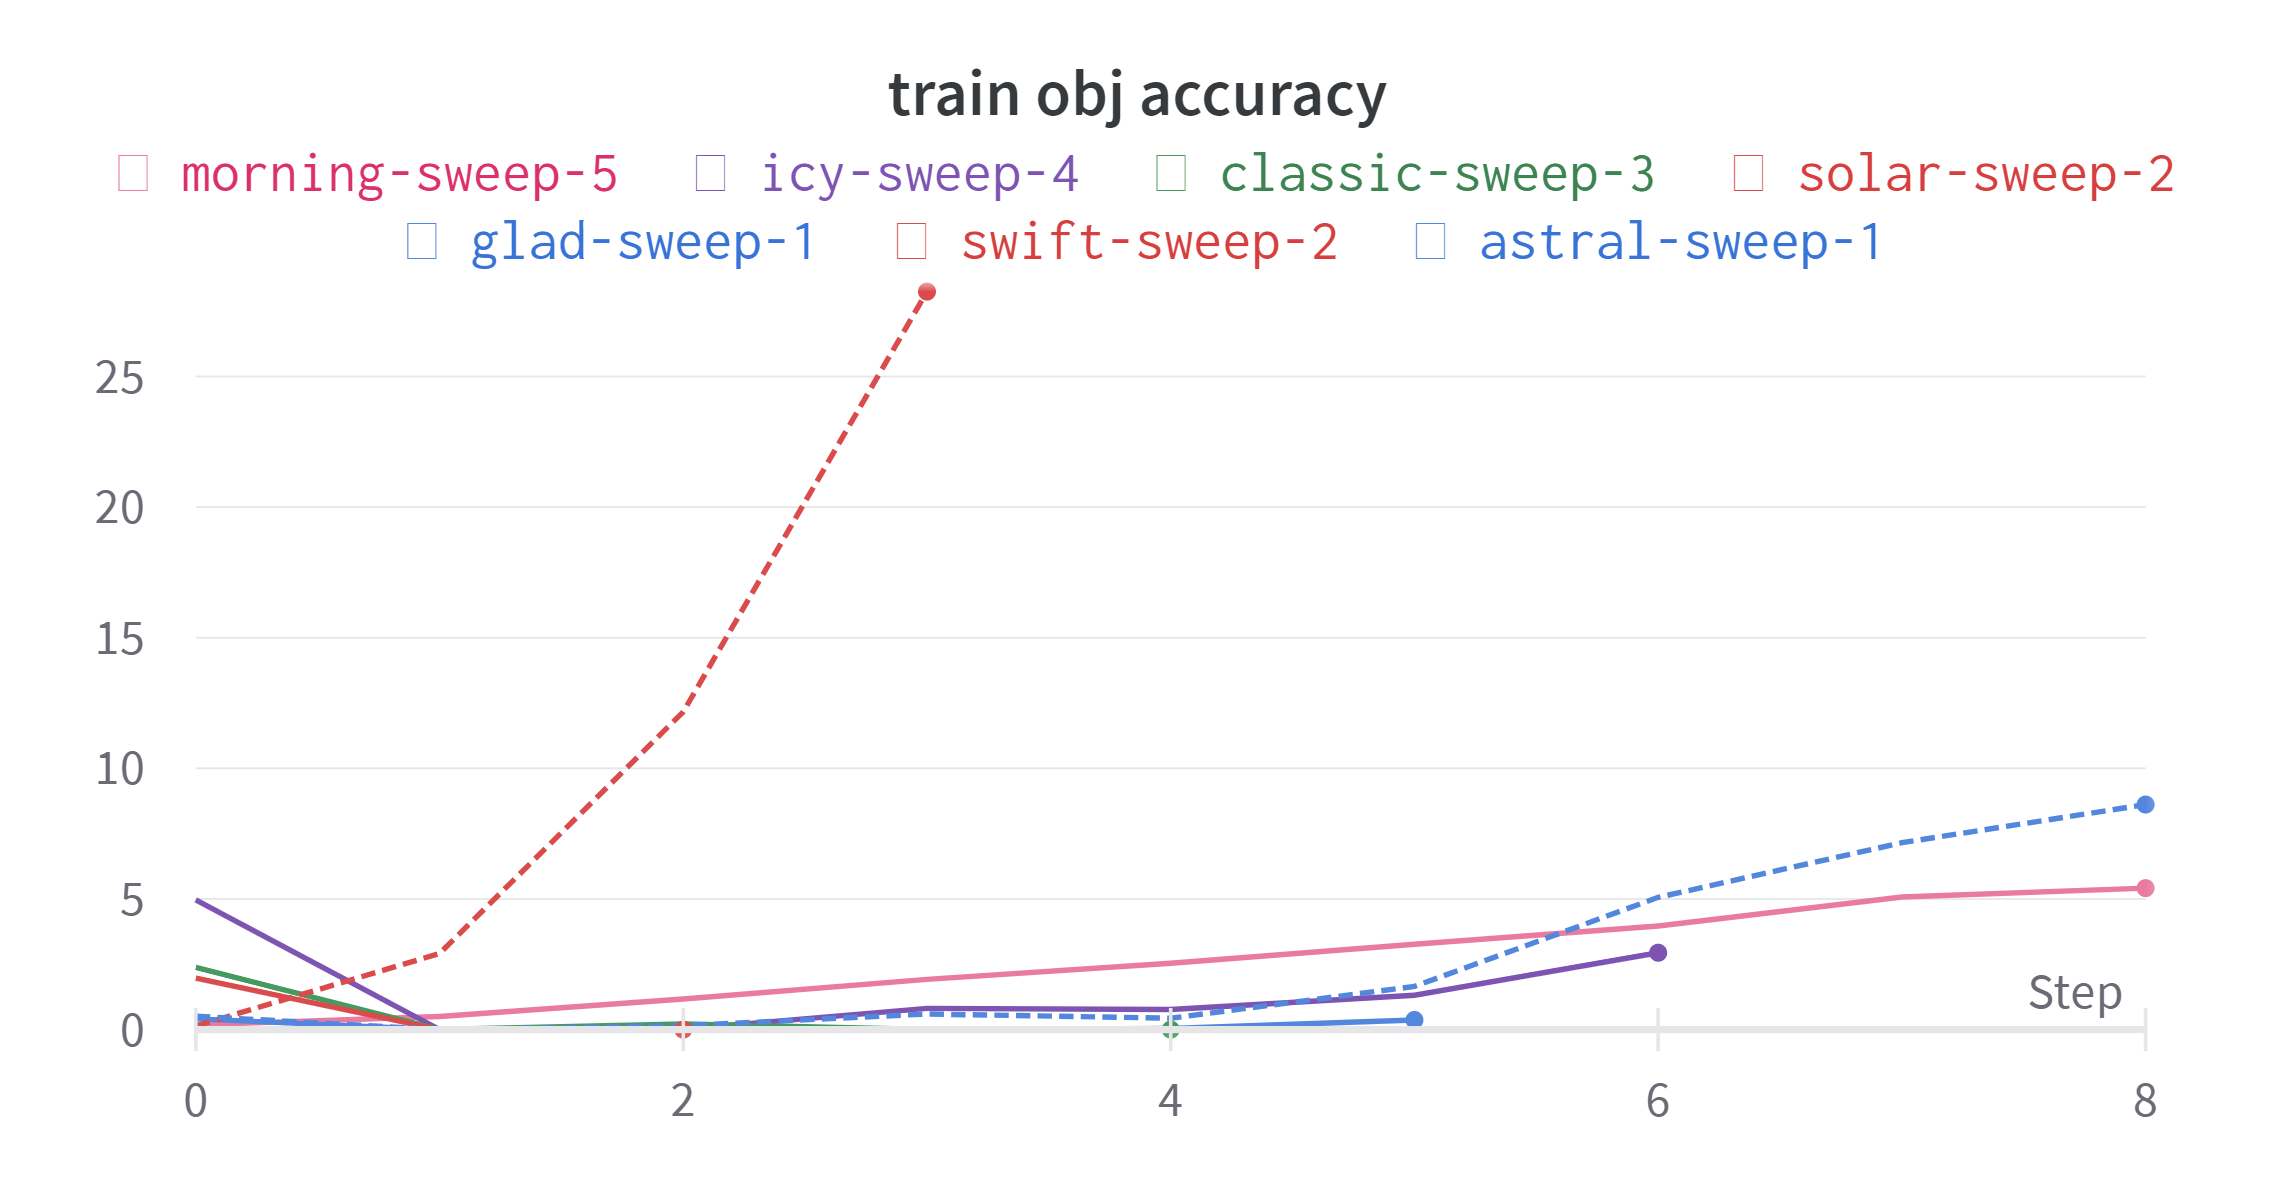 train obj accuracy
morning-sweep-5 icy-sweep-4 classic-sweep-3 solar-sweep-2
glad-sweep-1 swift-sweep-2 astral-sweep-1
25
20
15
10
5
Step
0
0 2 4 6 8